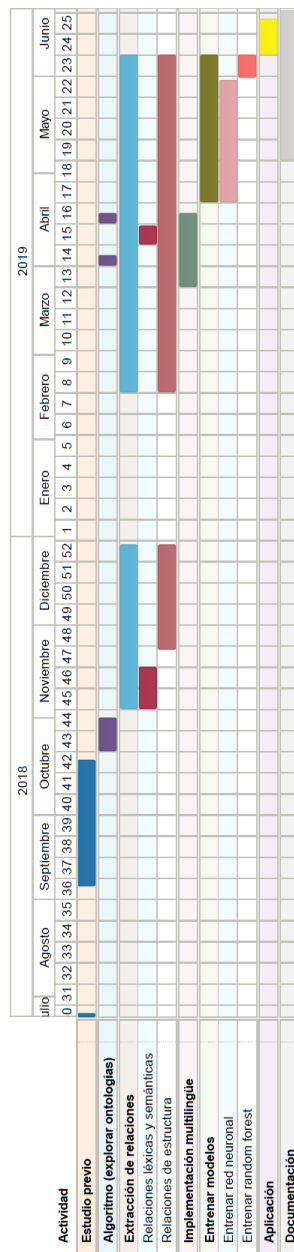 2018 2019
ulio Agosto Septiembre Octubre Noviembre Diciembre Enero Febrero Marzo Abril Mayo Junio
Actividad 0 31 32 33 34 35 36 37 38 39 40 41 42 43 44 45 46 47 48 49 50 51 52 1 2 3 4 5 6 7 8 9 10 11 12 13 14 15 16 17 18 19 20 21 22 23 24 25
Estudio previo
Algoritmo (explorar ontologías)
Extracción de relaciones
Relaciones léxicas y semánticas
Relaciones de estructura
Implementación multilingüe
Entrenar modelos
Entrenar red neuronal
Entrenar random forest
Aplicación
Documentación